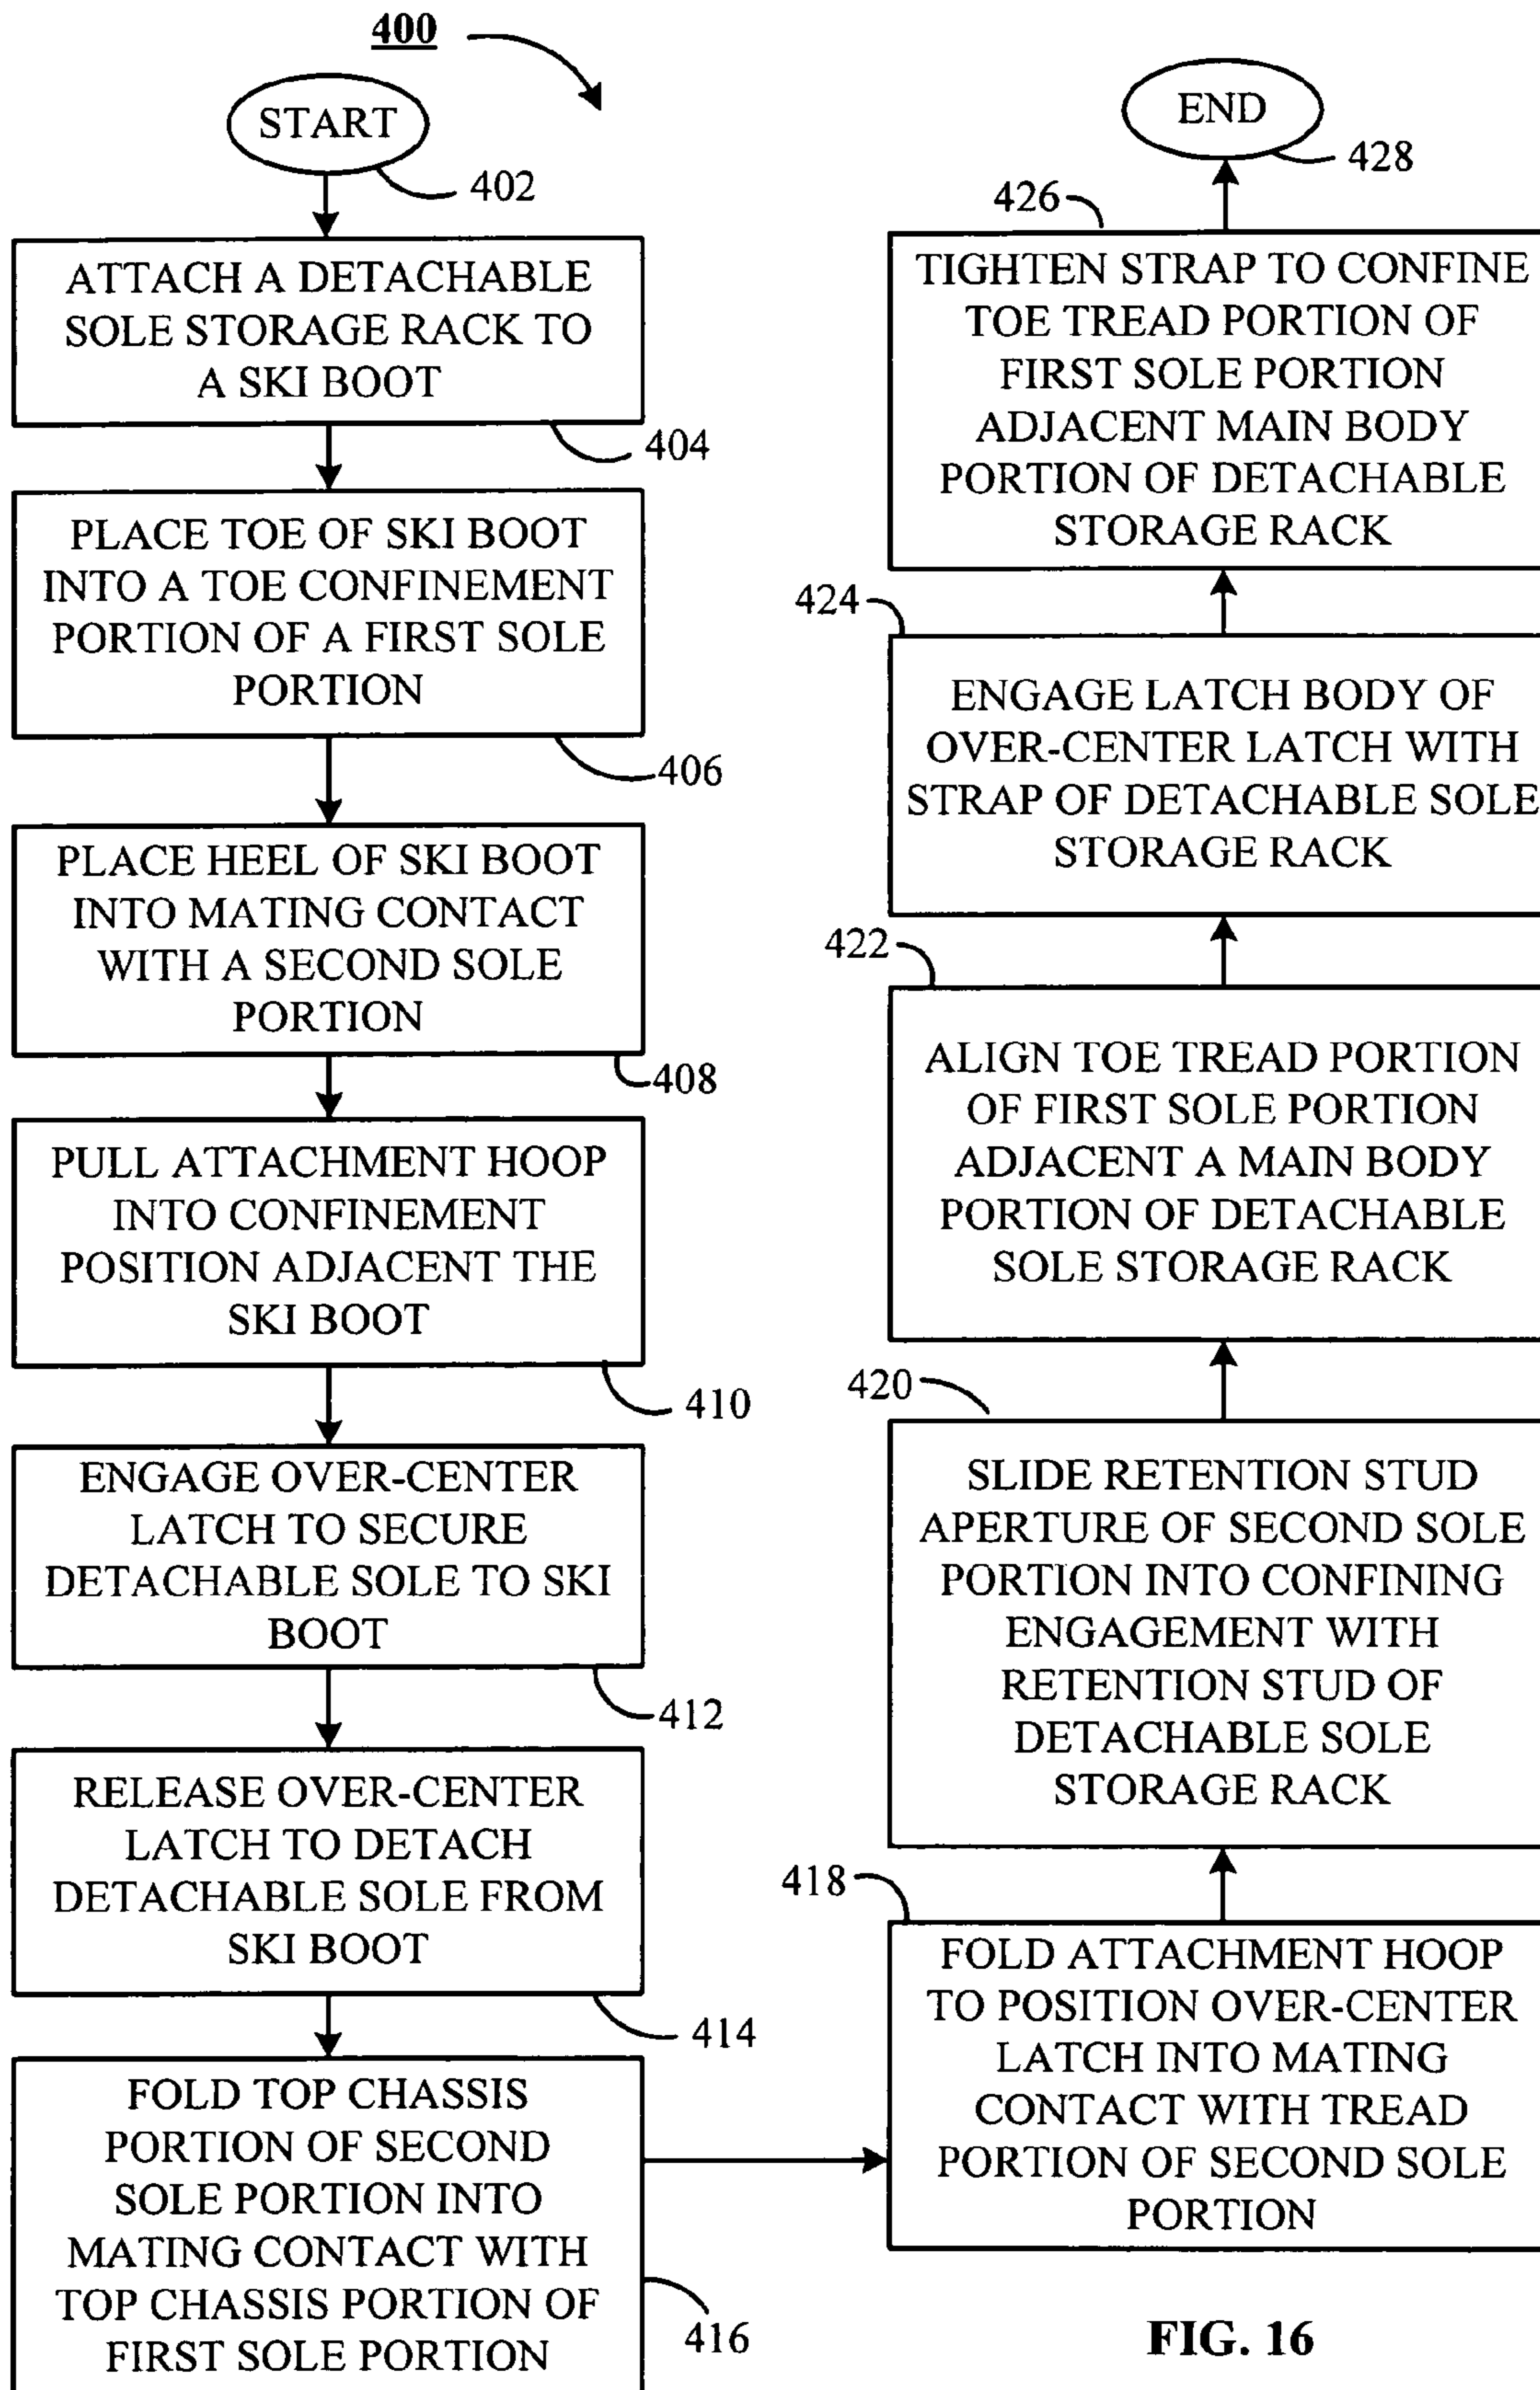 400
START
402
ATTACH A DETACHABLE
SOLE STORAGE RACK TO
A SKI BOOT
404
PLACE TOE OF SKI BOOT
INTO A TOE CONFINEMENT
PORTION OF A FIRST SOLE
PORTION
406
PLACE HEEL OF SKI BOOT
INTO MATING CONTACT
WITH A SECOND SOLE
PORTION
408
PULL ATTACHMENT HOOP
INTO CONFINEMENT
POSITION ADJACENT THE
SKI BOOT
410
ENGAGE OVER-CENTER
LATCH TO SECURE
DETACHABLE SOLE TO SKI
BOOT
412
RELEASE OVER-CENTER
LATCH TO DETACH
DETACHABLE SOLE FROM
SKI BOOT
414
FOLD TOP CHASSIS
PORTION OF SECOND
SOLE PORTION INTO
MATING CONTACT WITH
TOP CHASSIS PORTION OF
FIRST SOLE PORTION
416
418
FOLD ATTACHMENT HOOP
TO POSITION OVER-CENTER
LATCH INTO MATING
CONTACT WITH TREAD
PORTION OF SECOND SOLE
PORTION
420
SLIDE RETENTION STUD
APERTURE OF SECOND SOLE
PORTION INTO CONFINING
ENGAGEMENT WITH
RETENTION STUD OF
DETACHABLE SOLE
STORAGE RACK
422
ALIGN TOE TREAD PORTION
OF FIRST SOLE PORTION
ADJACENT A MAIN BODY
PORTION OF DETACHABLE
SOLE STORAGE RACK
424
ENGAGE LATCH BODY OF
OVER-CENTER LATCH WITH
STRAP OF DETACHABLE SOLE
STORAGE RACK
426
TIGHTEN STRAP TO CONFINE
TOE TREAD PORTION OF
FIRST SOLE PORTION
ADJACENT MAIN BODY
PORTION OF DETACHABLE
STORAGE RACK
END
428
FIG. 16